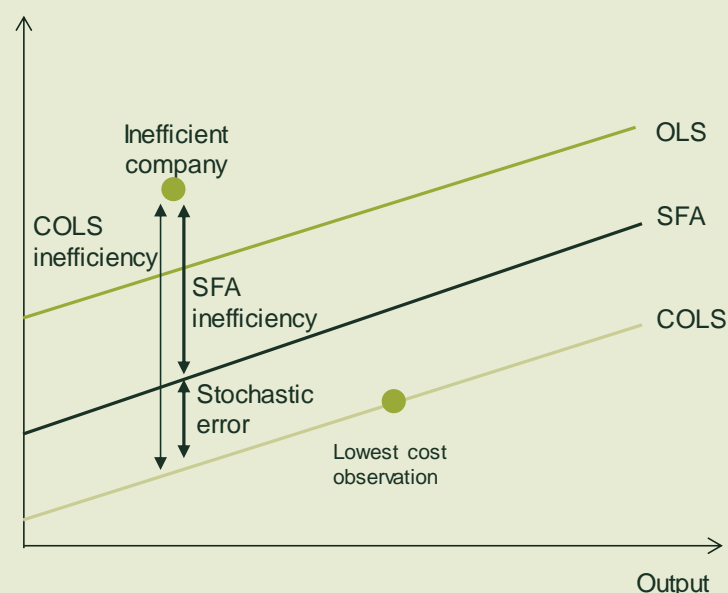 OLS
Inefficient
company
SFA
COLS
inefficiency
SFA
inefficiency
COLS
Stochastic
error
Lowest cost
observation
Output